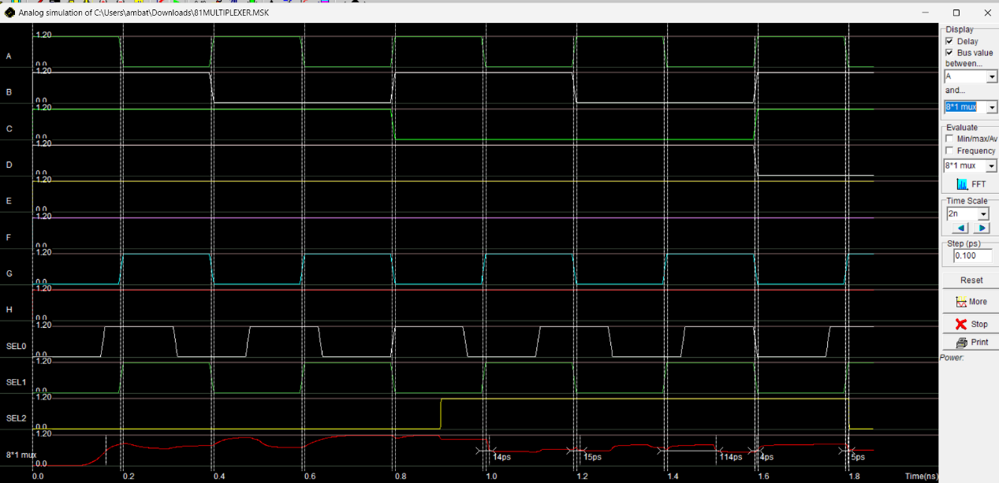 Analog simulation of C:\Users\ambat\Downloads\81MULTIPLEXER.MSK
Display
Delay
Bus value
between...
A
and...
8*1 mux
Evaluate
Min/max/Av
Frequency
8*1 mux
FFT
Time Scale
2n
Step (ps)
0.100
Reset
More
Stop
Print
Power:
1.20
A
0.0
1.20
B
0.0
1.20
C
0.0
1.20
D
0.0
1.20
E
0.0
1.20
F
0.0
1.20
G
0.0
1.20
H
0.0
1.20
SEL0
0.0
1.20
SEL1
0.0
1.20
SEL2
0.0
1.20
8*1 mux
0.0
14ps 15ps 114ps 4ps 5ps
0.0 0.2 0.4 0.6 0.8 1.0 1.2 1.4 1.6 1.8 Time(ns)